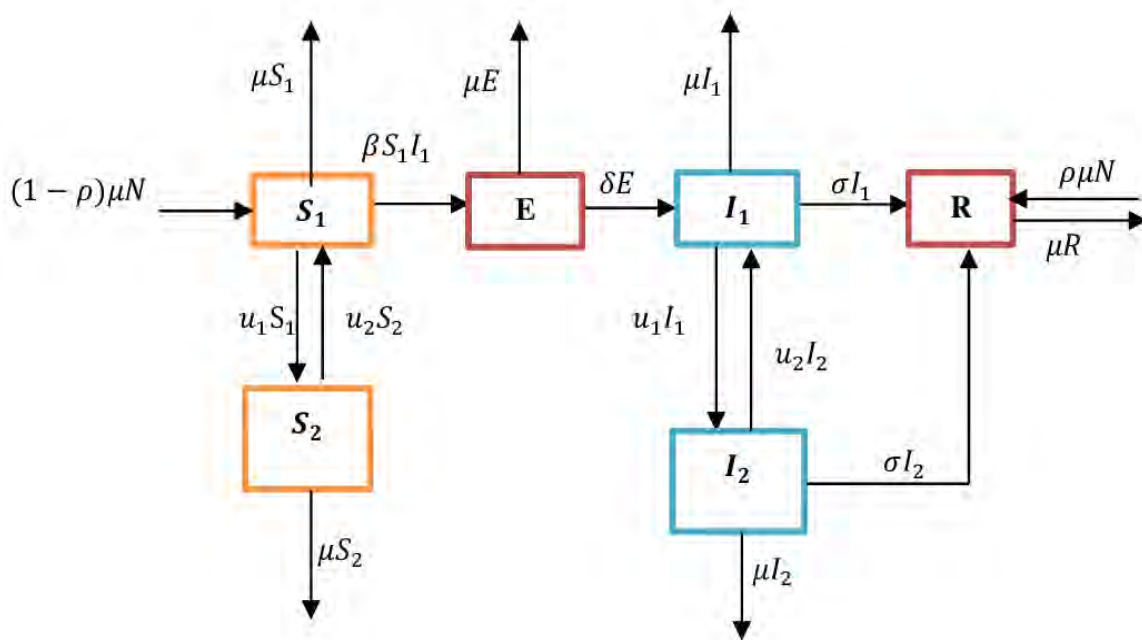 μS₁
μE
μI₁
βS₁I₁
(1 − ρ)μN
S₁
E
δE
I₁
σI₁
R
ρμN
μR
u₁S₁
u₂S₂
u₁I₁
u₂I₂
S₂
I₂
σI₂
μS₂
μI₂